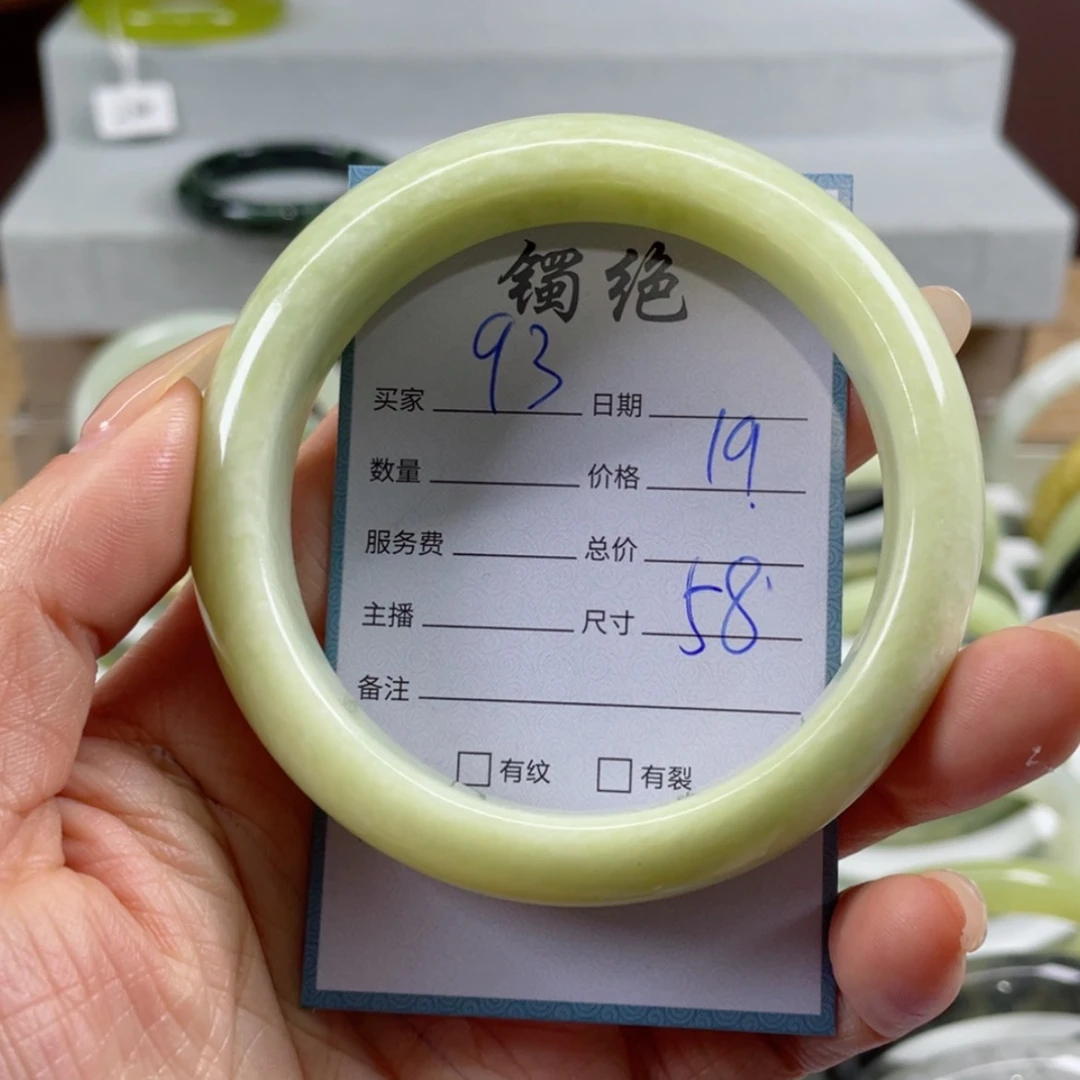 镯绝
买家 93 日期
数量 价格 19
服务费 总价
主播 尺寸 58
备注
□ 有纹 □ 有裂